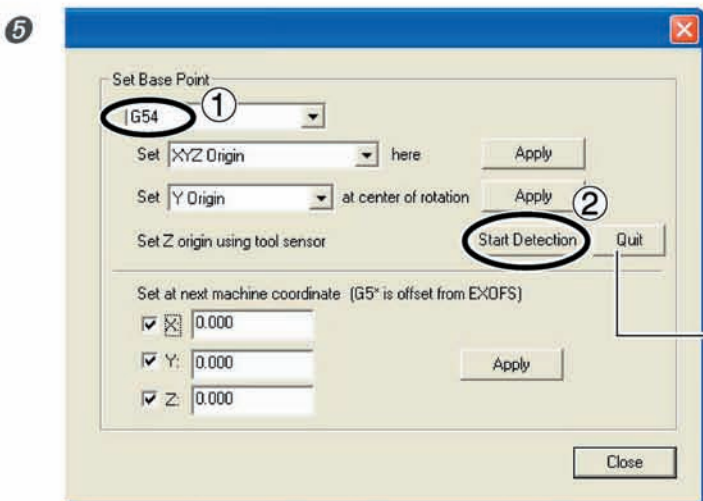 5
Set Base Point
G54 1
Set XYZ Origin here Apply
Set Y Origin at center of rotation Apply 2
Set Z origin using tool sensor Start Detection Quit
Set at next machine coordinate (G5* is offset from EXOFS)
X: 0.000
Y: 0.000 Apply
Z: 0.000
Close